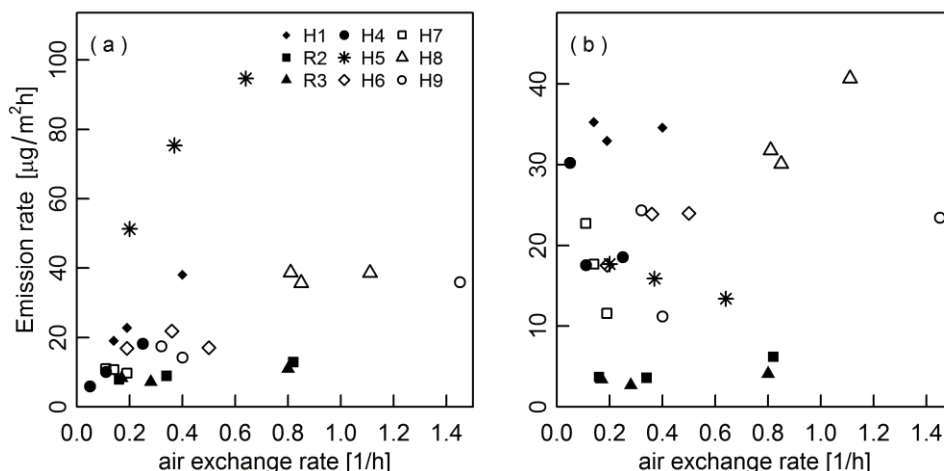 ( a )
H1 H4 H7
R2 H5 H8
R3 H6 H9
Emission rate [µg/m²h]
100
80
60
40
20
0
0.0 0.2 0.4 0.6 0.8 1.0 1.2 1.4
air exchange rate [1/h]
( b )
40
30
20
10
0
0.0 0.2 0.4 0.6 0.8 1.0 1.2 1.4
air exchange rate [1/h]